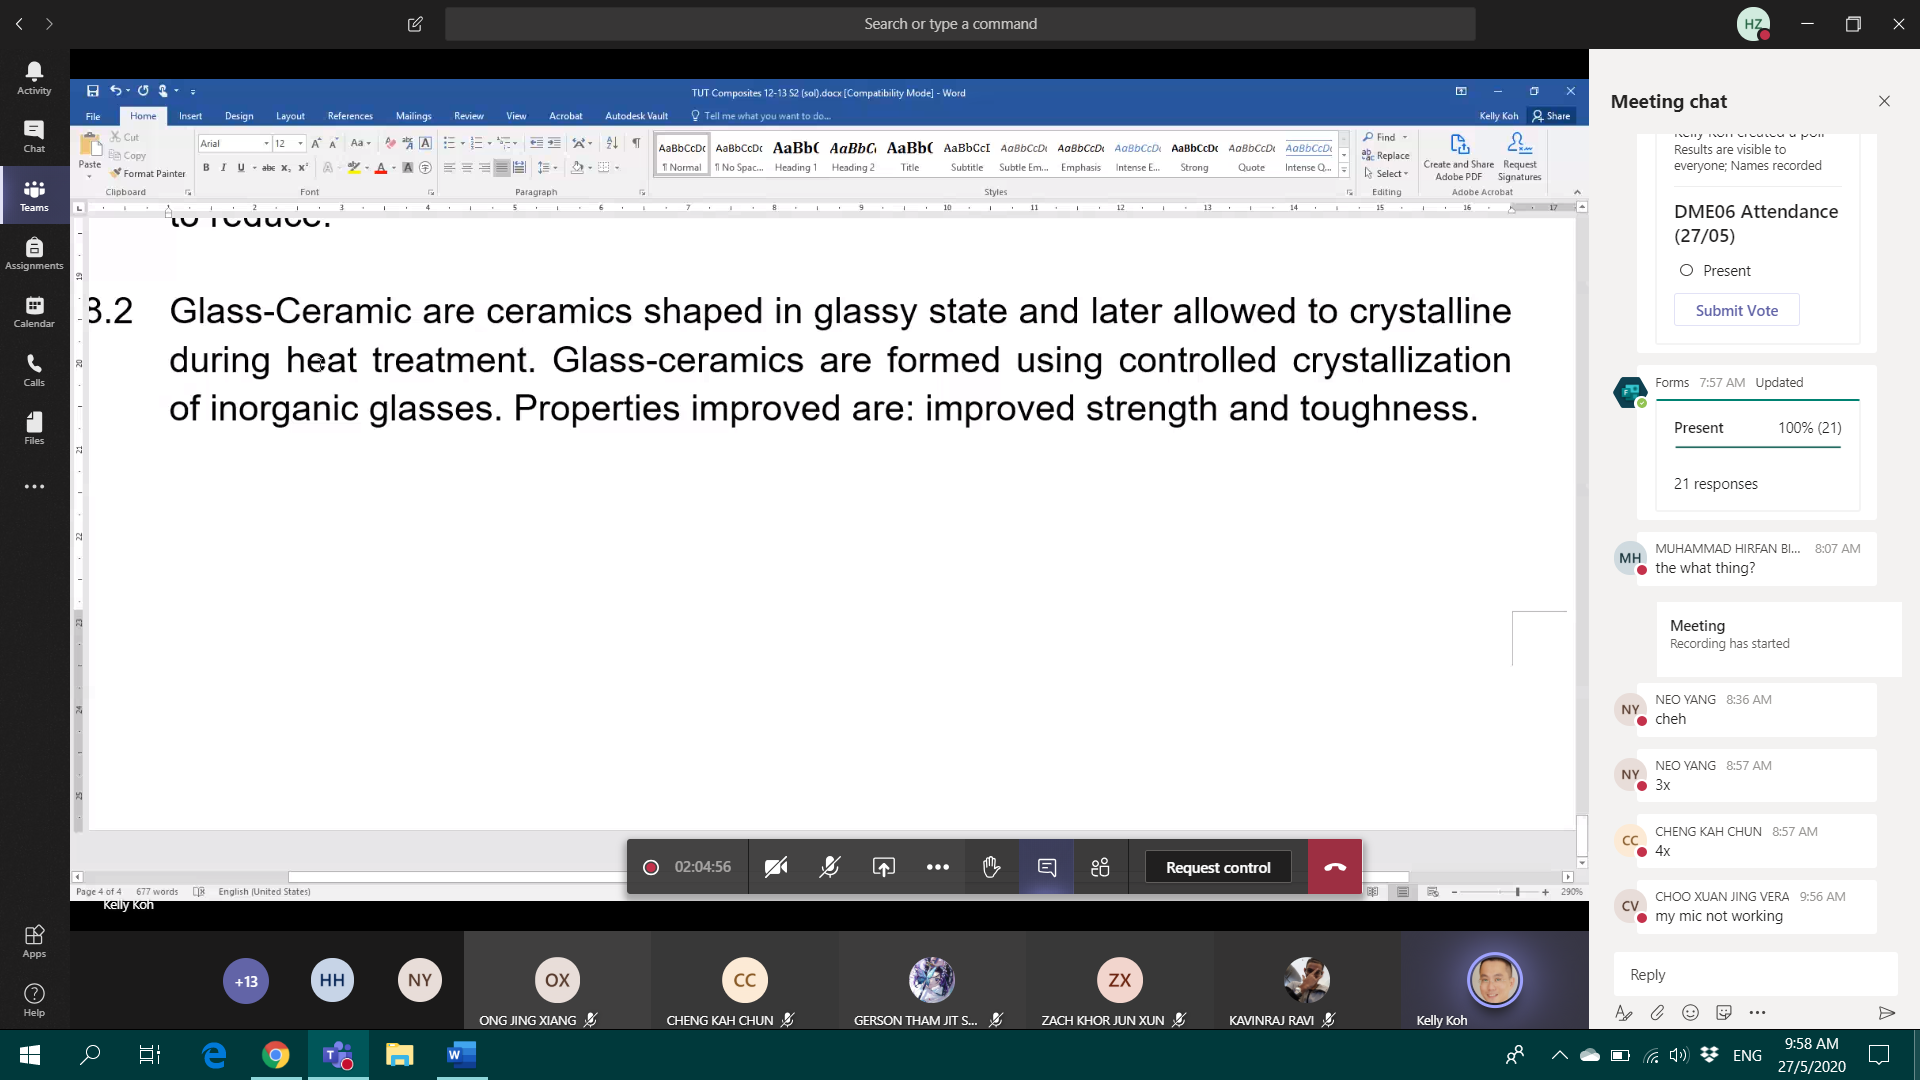 Search or type a command
HZ
Activity
Chat
Teams
Assignments
Calendar
Calls
Files
Apps
Help
TUT Composites 12-13 S2 (sol).docx [Compatibility Mode] - Word
File Home Insert Design Layout References Mailings Review View Acrobat Autodesk Vault Tell me what you want to do...
Kelly Koh Share
Paste
Cut
Copy
Format Painter
Clipboard
Arial 12
Font
Paragraph
AaBbCcDc AaBbCcDc AaBbC AaBbCc AaBbC AaBbCcI AaBbCcDc AaBbCcDc AaBbCcDc AaBbCcDc AaBbCcDc AaBbCcDc
¶ Normal ¶ No Spac... Heading 1 Heading 2 Title Subtitle Subtle Em... Emphasis Intense E... Strong Quote Intense Q...
Styles
Find
Replace
Select
Editing
Create and Share Adobe PDF
Request Signatures
Adobe Acrobat
to reduce.
8.2 Glass-Ceramic are ceramics shaped in glassy state and later allowed to crystalline
during heat treatment. Glass-ceramics are formed using controlled crystallization
of inorganic glasses. Properties improved are: improved strength and toughness.
02:04:56
Request control
Page 4 of 4 677 words English (United States)
290%
Kelly Koh
+13
HH
NY
OX
ONG JING XIANG
CC
CHENG KAH CHUN
GERSON THAM JIT S...
ZX
ZACH KHOR JUN XUN
KAVINRAJ RAVI
Kelly Koh
Meeting chat
Kelly Koh created a poll
Results are visible to
everyone; Names recorded
DME06 Attendance
(27/05)
Present
Submit Vote
Forms 7:57 AM Updated
Present 100% (21)
21 responses
MH
MUHAMMAD HIRFAN BI... 8:07 AM
the what thing?
Meeting
Recording has started
NY
NEO YANG 8:36 AM
cheh
NY
NEO YANG 8:57 AM
3x
CC
CHENG KAH CHUN 8:57 AM
4x
CV
CHOO XUAN JING VERA 9:56 AM
my mic not working
Reply
ENG
9:58 AM
27/5/2020